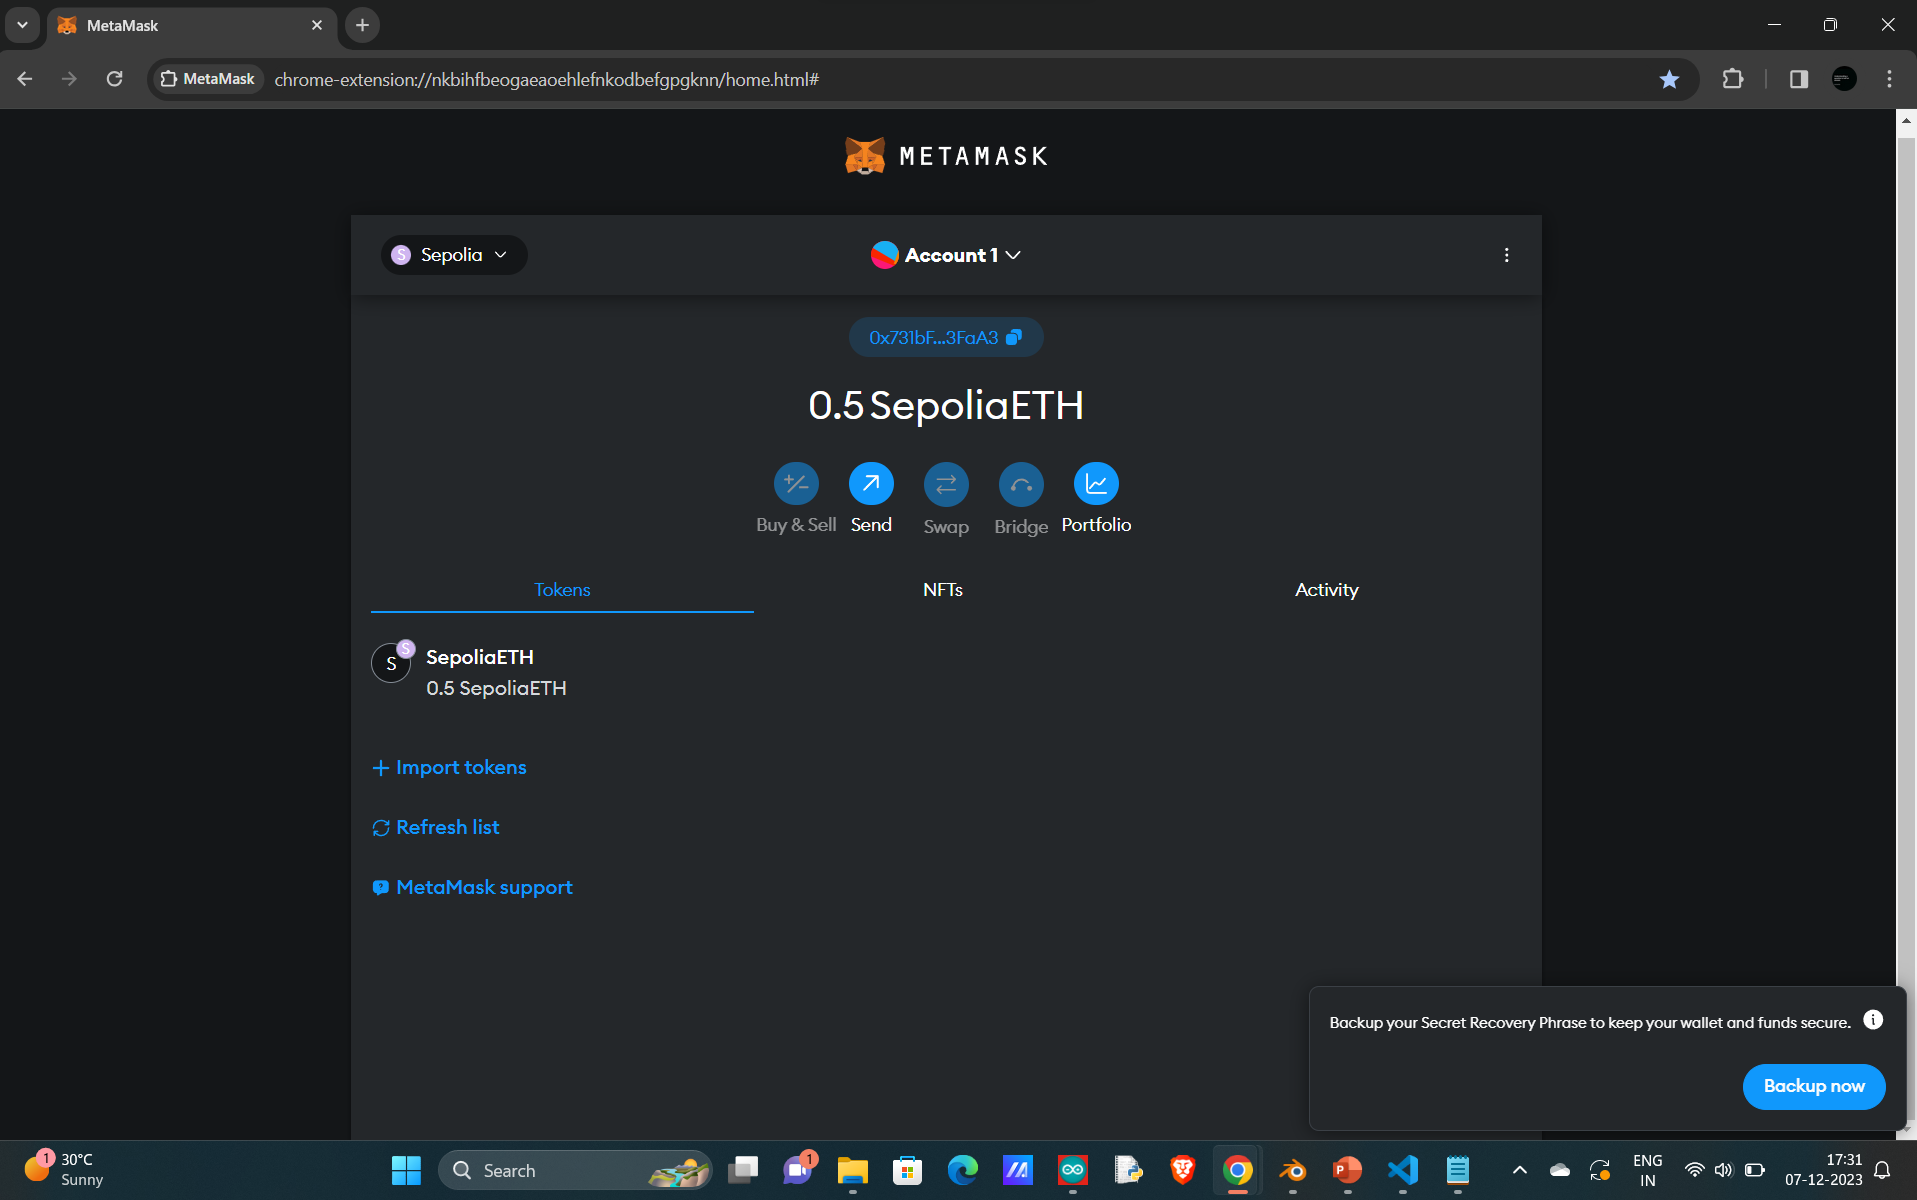 MetaMask
MetaMask
chrome-extension://nkbihfbeogaeaoehlefnkodbefgpgknn/home.html#
METAMASK
S
Sepolia
Account 1
0x731bF...3FaA3
0.5 SepoliaETH
Buy & Sell
Send
Swap
Bridge
Portfolio
Tokens
NFTs
Activity
S
S
SepoliaETH
0.5 SepoliaETH
Import tokens
Refresh list
MetaMask support
Backup your Secret Recovery Phrase to keep your wallet and funds secure.
Backup now
1
30°C
Sunny
Search
1
ENG
IN
17:31
07-12-2023